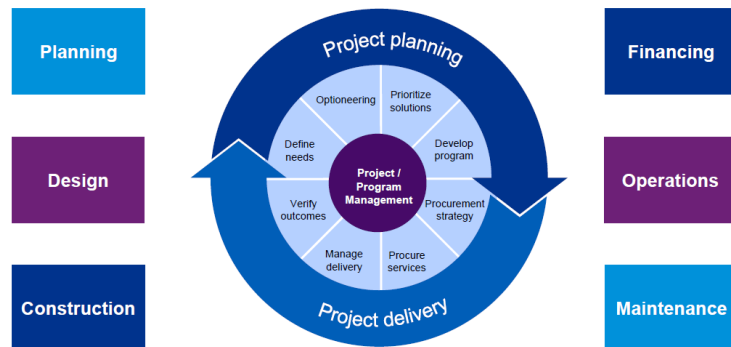 Planning
Design
Construction
Project planning
Optioneering
Prioritize
solutions
Define
needs
Develop
program
Project /
Program
Management
Verify
outcomes
Procurement
strategy
Manage
delivery
Procure
services
Project delivery
Financing
Operations
Maintenance